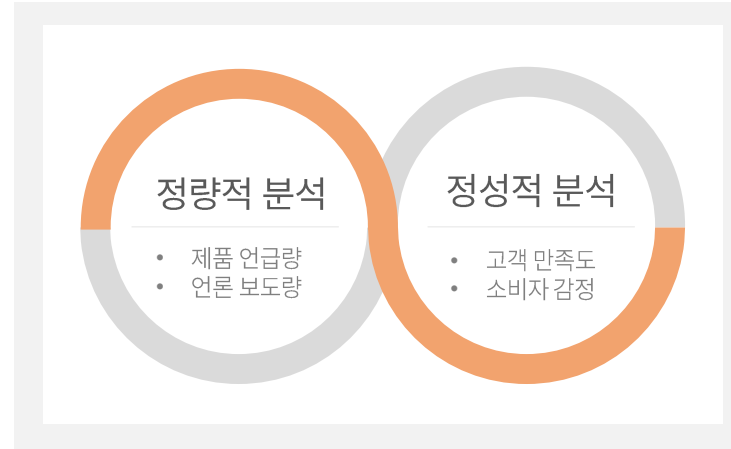 정량적 분석
• 제품 언급량
• 언론 보도량
정성적 분석
• 고객 만족도
• 소비자 감정